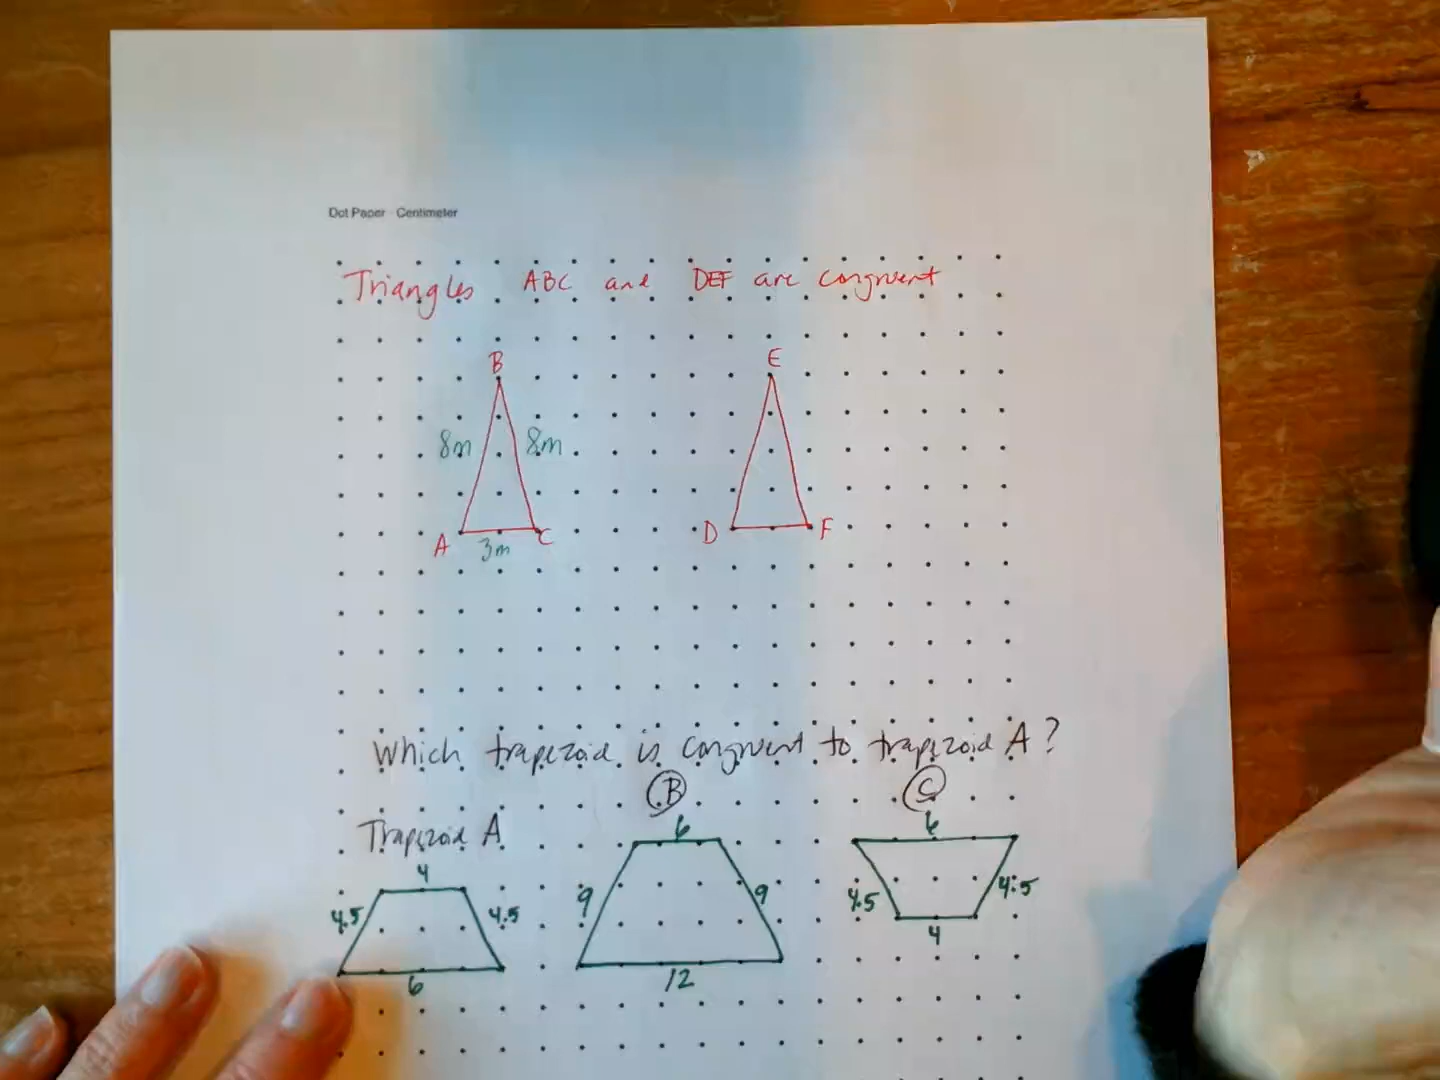 Dot Paper - Centimeter
Triangles ABC and DEF are congruent
B E
8m 8m
A 3m C D F
Which trapezoid is congruent to trapezoid A?
B C
Trapezoid A
6 6
4
4.5 4.5 9 9 4.5 4.5
4
6 12